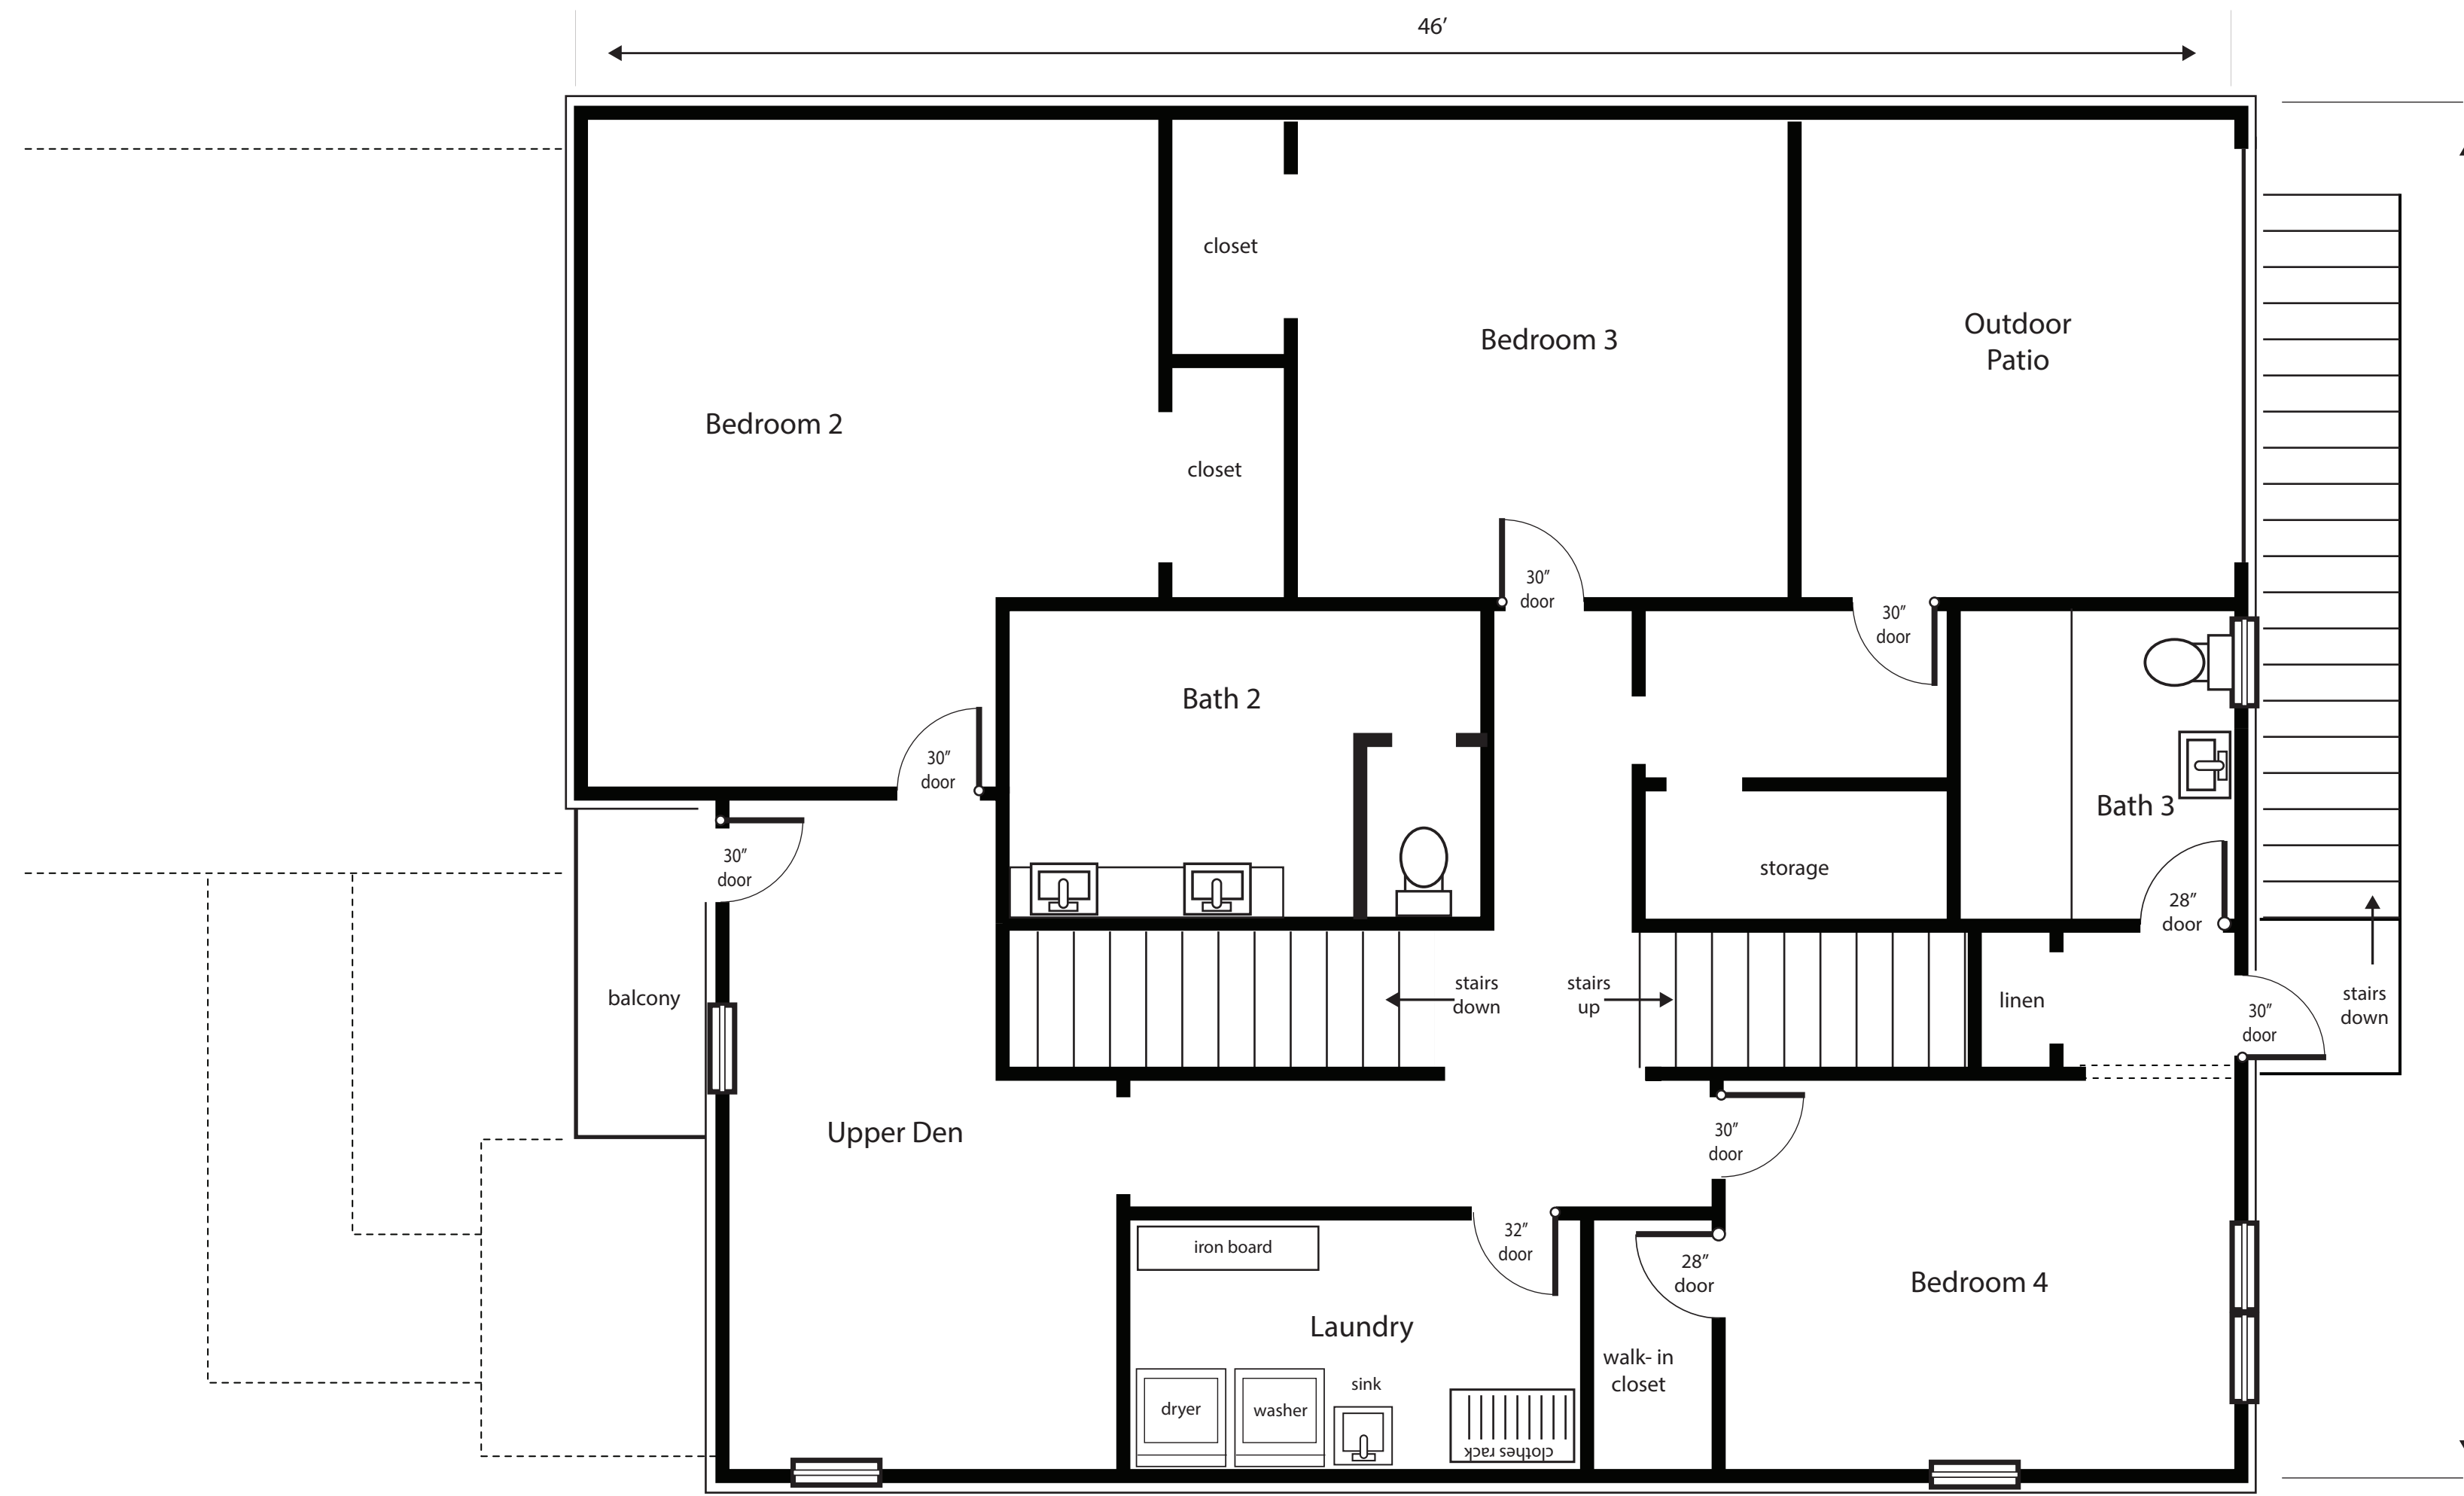 46’
closet
Bedroom 3
Outdoor
Patio
Bedroom 2
closet
30”
door
30”
door
Bath 2
30”
door
Bath 3
30”
door
storage
28”
door
balcony
stairs
down
stairs
up
linen
30”
door
stairs
down
Upper Den
30”
door
iron board
32”
door
28”
door
Bedroom 4
Laundry
walk- in
closet
sink
dryer
washer
clothes rack